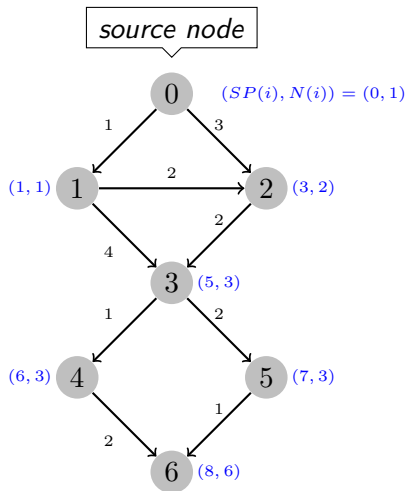 source node
0 (SP(i), N(i)) = (0, 1)
1 3
(1, 1) 1 2 2 (3, 2)
4 2
3 (5, 3)
1 2
(6, 3) 4 5 (7, 3)
2 1
6 (8, 6)